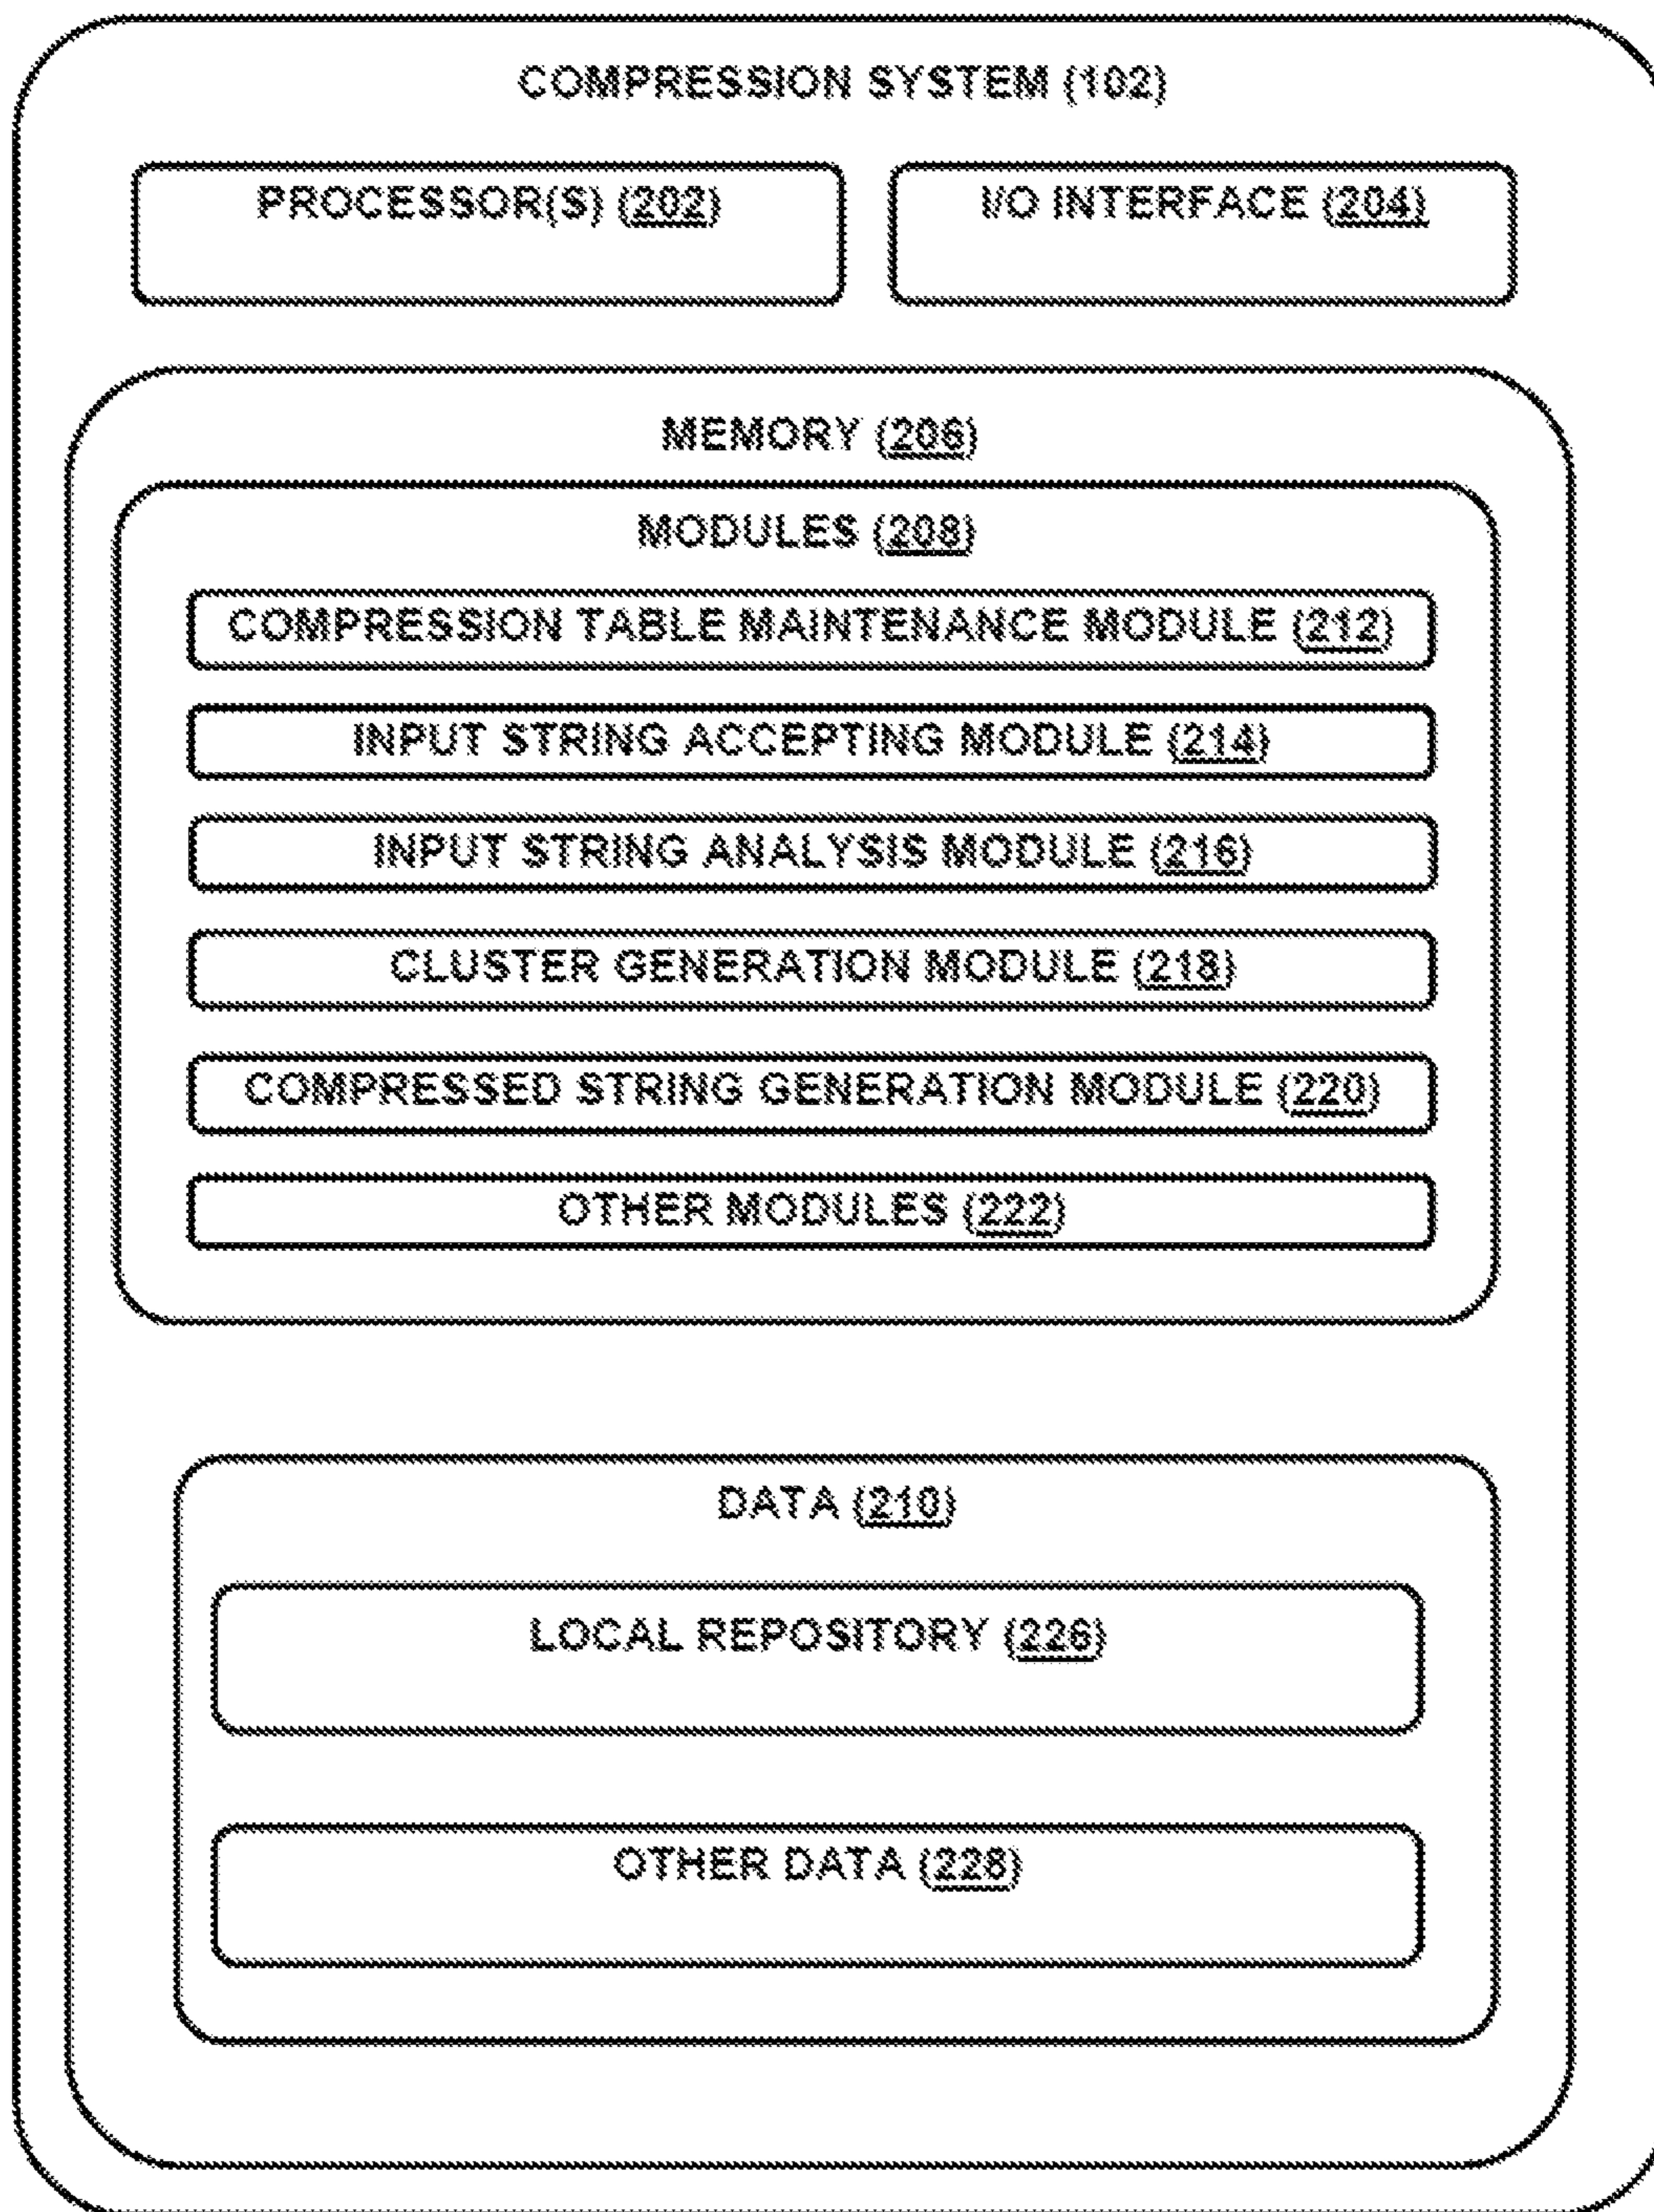 COMPRESSION SYSTEM (102)
PROCESSOR(S) (202)
I/O INTERFACE (204)
MEMORY (206)
MODULES (208)
COMPRESSION TABLE MAINTENANCE MODULE (212)
INPUT STRING ACCEPTING MODULE (214)
INPUT STRING ANALYSIS MODULE (216)
CLUSTER GENERATION MODULE (218)
COMPRESSED STRING GENERATION MODULE (220)
OTHER MODULES (222)
DATA (210)
LOCAL REPOSITORY (226)
OTHER DATA (228)